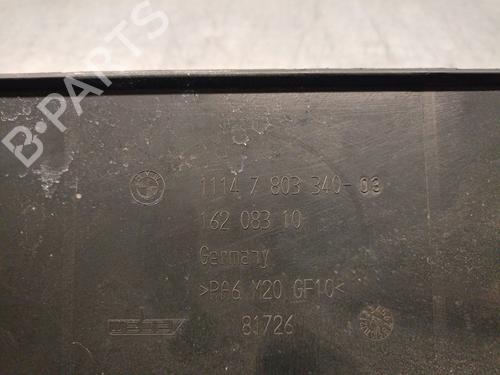 B-PARTS
1114 7 803 340-03
162 083 10
Germany
>PA6 M20 GF10<
81726